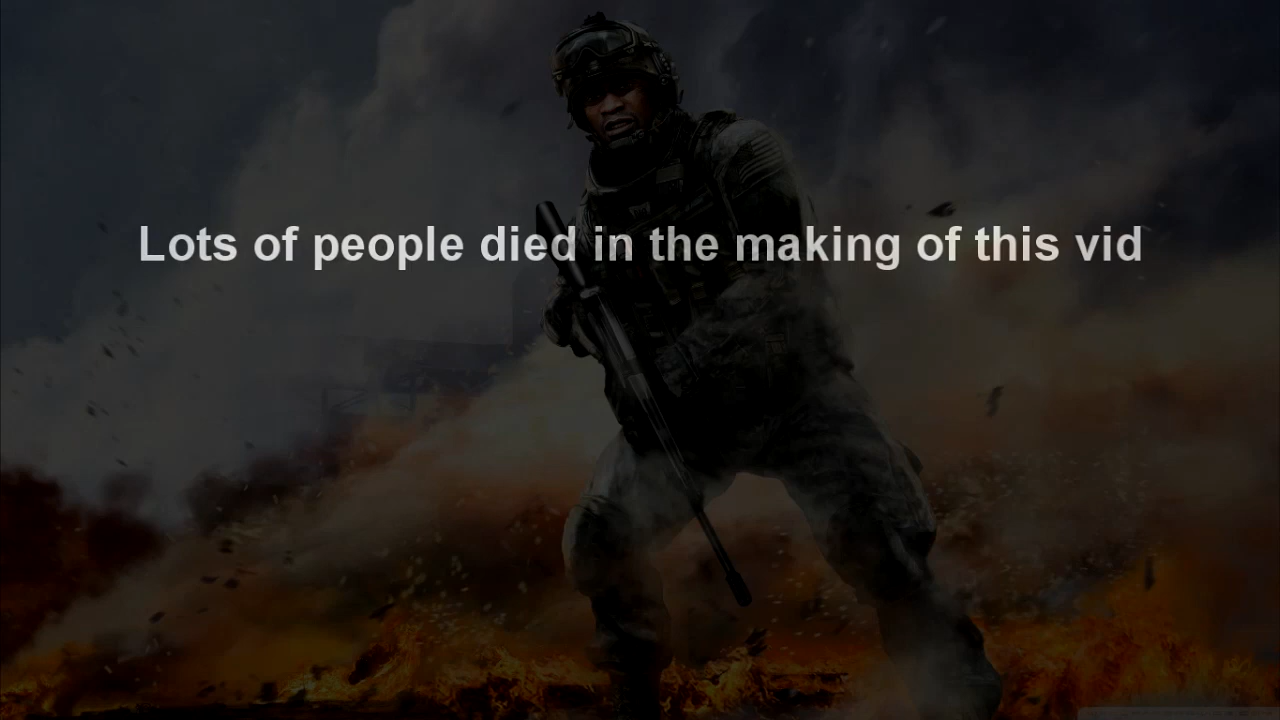 Lots of people died in the making of this vid